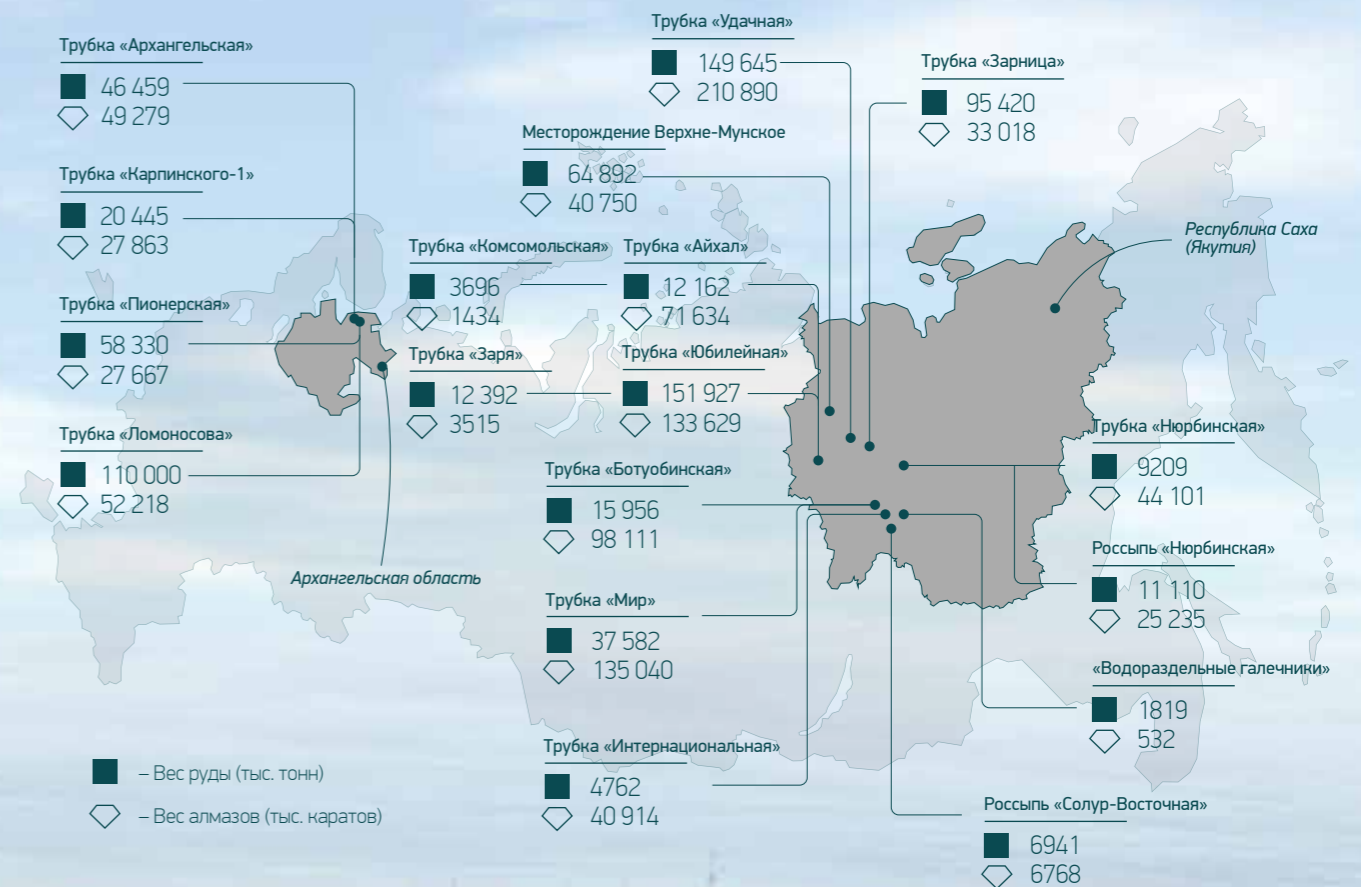 Трубка «Архангельская»
46 459
49 279
Трубка «Карпинского-1»
20 445
27 863
Трубка «Пионерская»
58 330
27 667
Трубка «Ломоносова»
110 000
52 218
Архангельская область
Трубка «Удачная»
149 645
210 890
Трубка «Зарница»
95 420
33 018
Месторождение Верхне-Мунское
64 892
40 750
Трубка «Комсомольская»
3696
1434
Трубка «Айхал»
12 162
71 634
Трубка «Заря»
12 392
3515
Трубка «Юбилейная»
151 927
133 629
Республика Саха
(Якутия)
Трубка «Ботуобинская»
15 956
98 111
Трубка «Мир»
37 582
135 040
Трубка «Интернациональная»
4762
40 914
Трубка «Нюрбинская»
9209
44 101
Россыпь «Нюрбинская»
11 110
25 235
«Водораздельные галечники»
1819
532
Россыпь «Солур-Восточная»
6941
6768
– Вес руды (тыс. тонн)
– Вес алмазов (тыс. каратов)